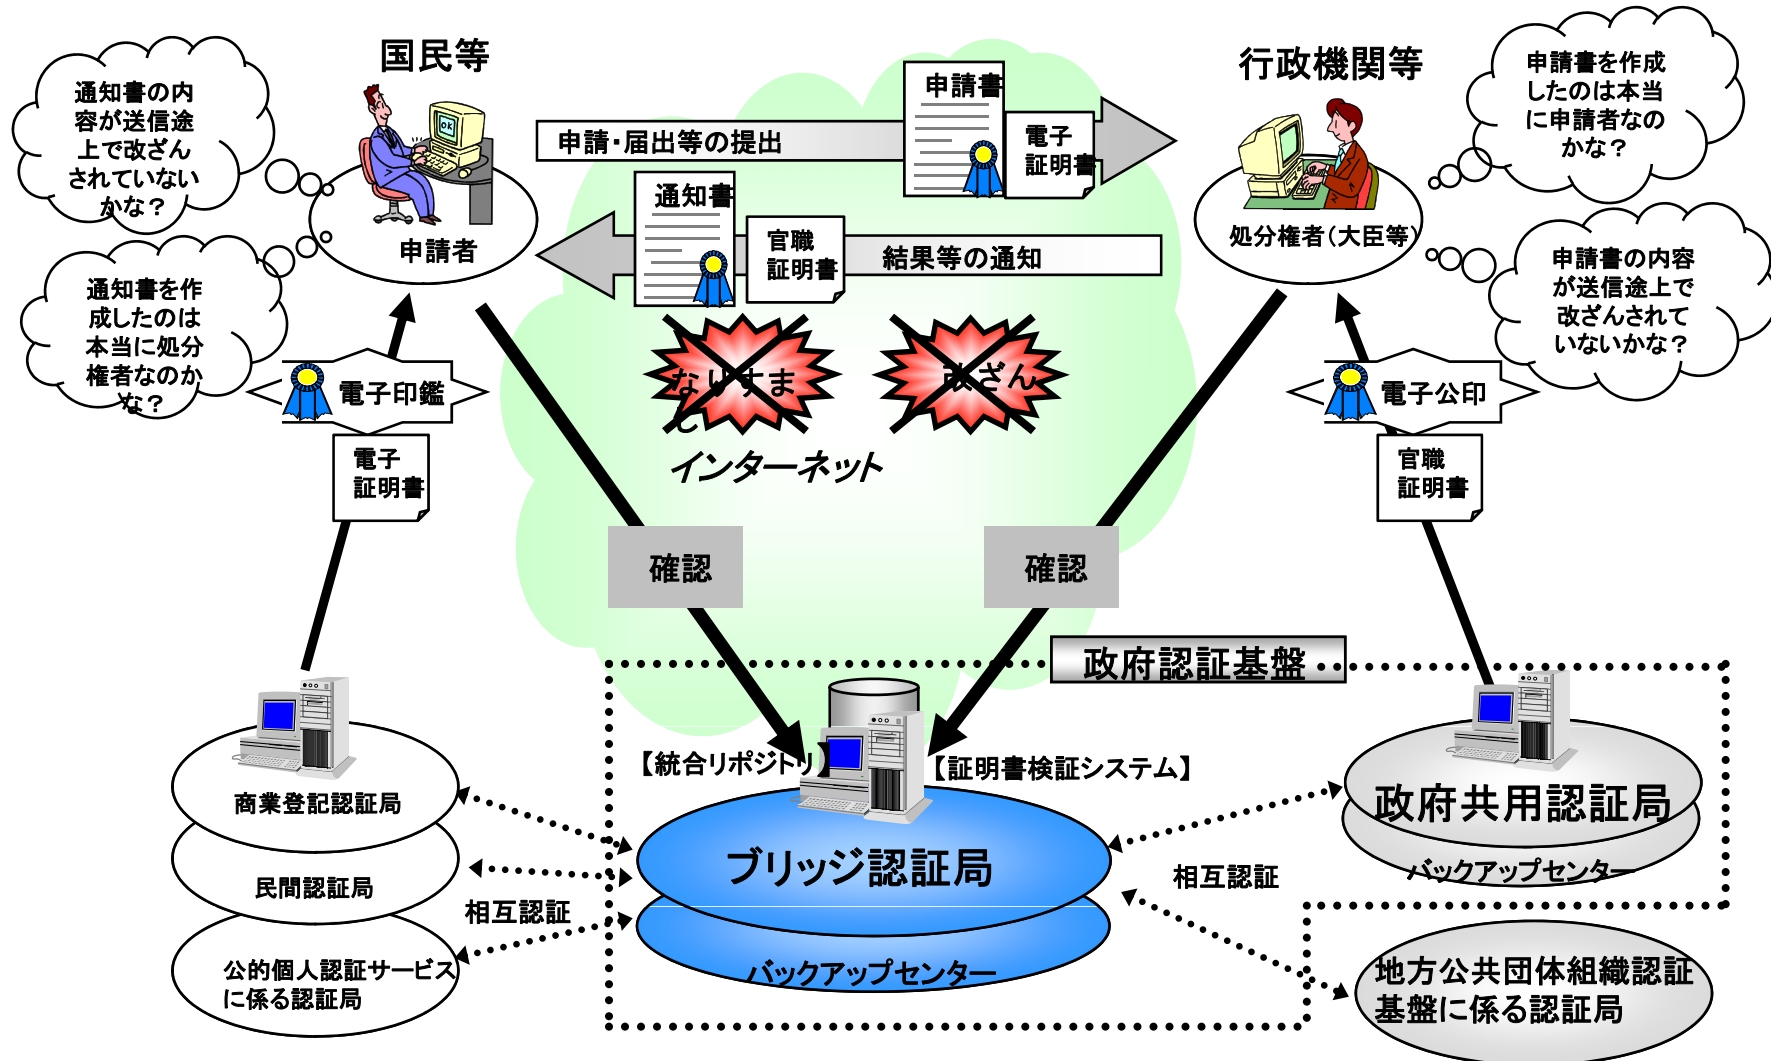 国民等
行政機関等
通知書の内
容が送信途
上で改ざん
されていない
かな？
通知書を作
成したのは
本当に処分
権者なのか
な？
申請者
申請・届出等の提出
申請書
電子
証明書
通知書
官職
証明書
結果等の通知
処分権者（大臣等）
申請書を作成
したのは本当
に申請者なの
かな？
申請書の内容
が送信途上で
改ざんされて
いないかな？
なりすま
し
改ざん
インターネット
電子印鑑
電子
証明書
電子公印
官職
証明書
確認
確認
政府認証基盤
【統合リポジトリ】
【証明書検証システム】
商業登記認証局
民間認証局
公的個人認証サービス
に係る認証局
相互認証
ブリッジ認証局
バックアップセンター
相互認証
政府共用認証局
バックアップセンター
地方公共団体組織認証
基盤に係る認証局
ok